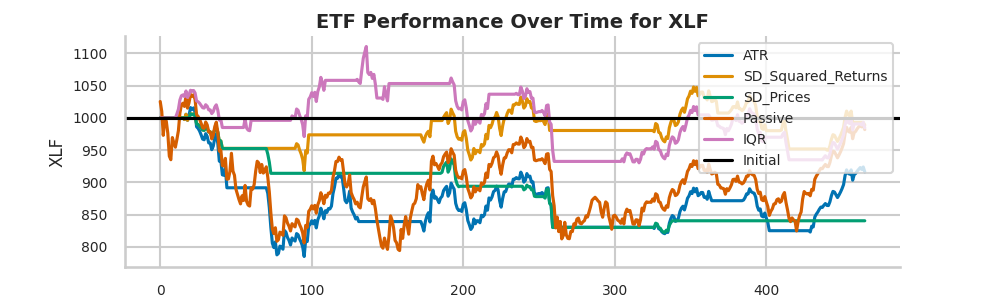 ETF Performance Over Time for XLF
XLF
1100
1050
1000
950
900
850
800
0
100
200
300
400
ATR
SD_Squared_Returns
SD_Prices
Passive
IQR
Initial